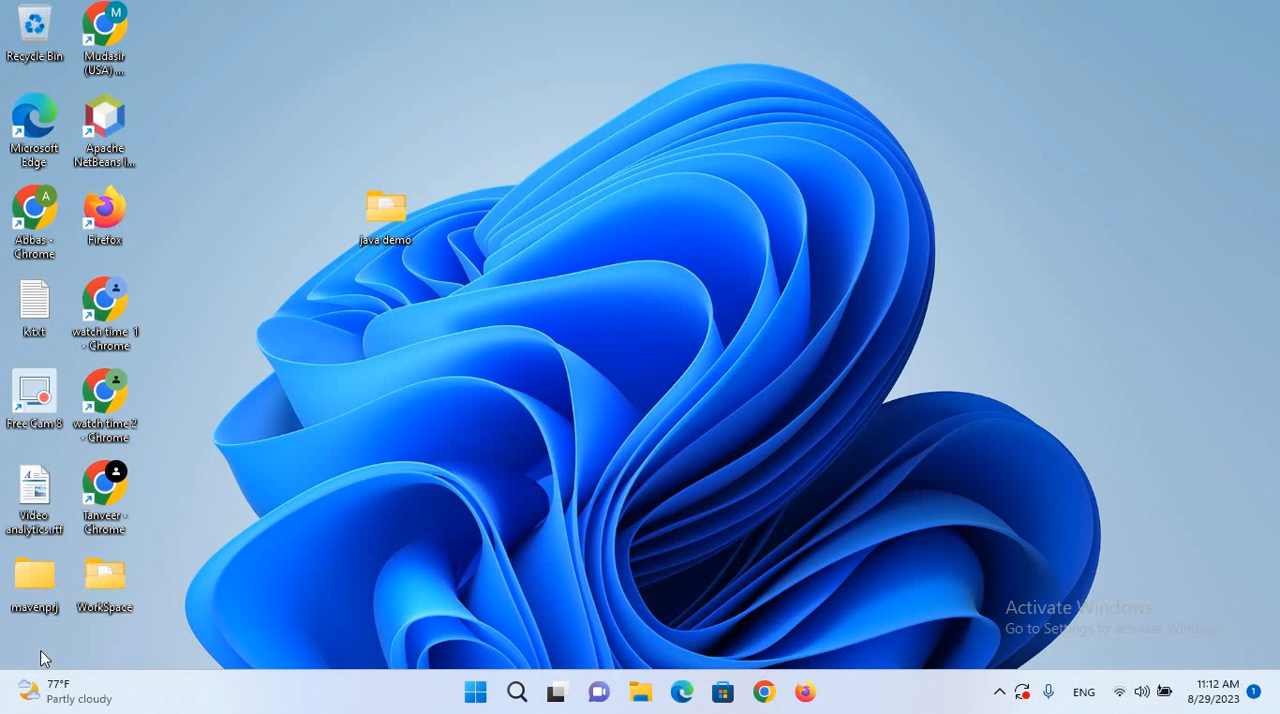 Recycle Bin
Mudasir
(USA) ...
M
Microsoft
Edge
Apache
NetBeans I...
A
Abbas -
Chrome
Firefox
java demo
k.txt
watch time 1
- Chrome
Free Cam 8
watch time 2
- Chrome
Video
analytics.rtf
Tanveer -
Chrome
mavenprj
WorkSpace
Activate Windows
Go to Settings to activate Windows.
77°F
Partly cloudy
ENG
11:12 AM
8/29/2023
1